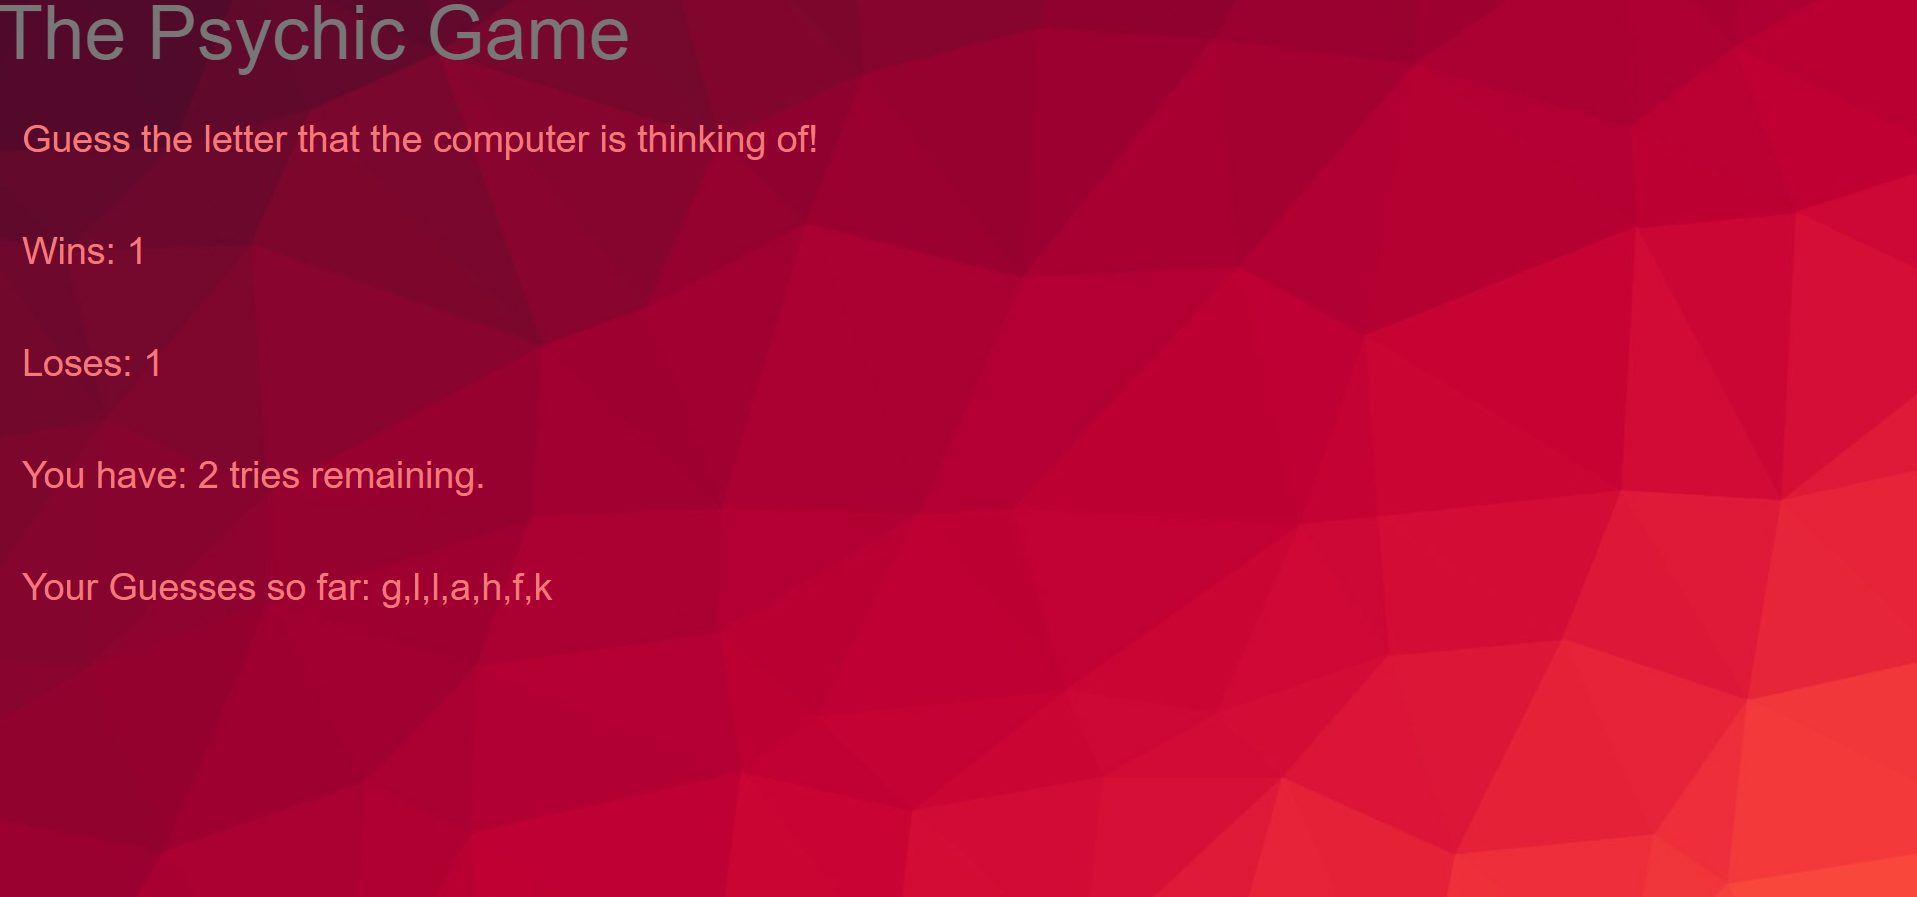 The Psychic Game
Guess the letter that the computer is thinking of!
Wins: 1
Loses: 1
You have: 2 tries remaining.
Your Guesses so far: g,l,l,a,h,f,k